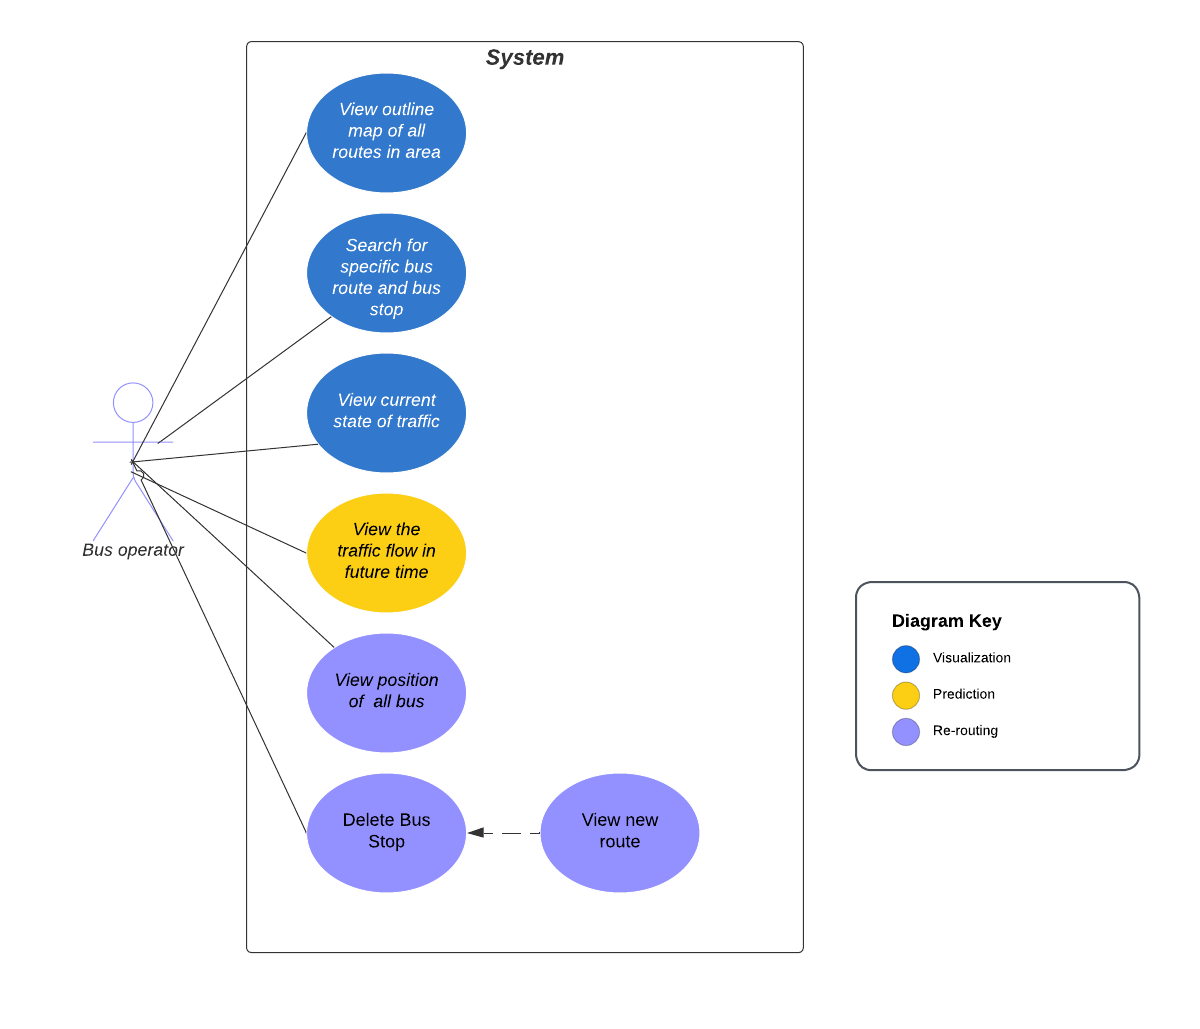 System
View outline
map of all
routes in area
Search for
specific bus
route and bus
stop
View current
state of traffic
Bus operator
View the
traffic flow in
future time
View position
of  all bus
Delete Bus
Stop
View new
route
Diagram Key
Visualization
Prediction
Re-routing